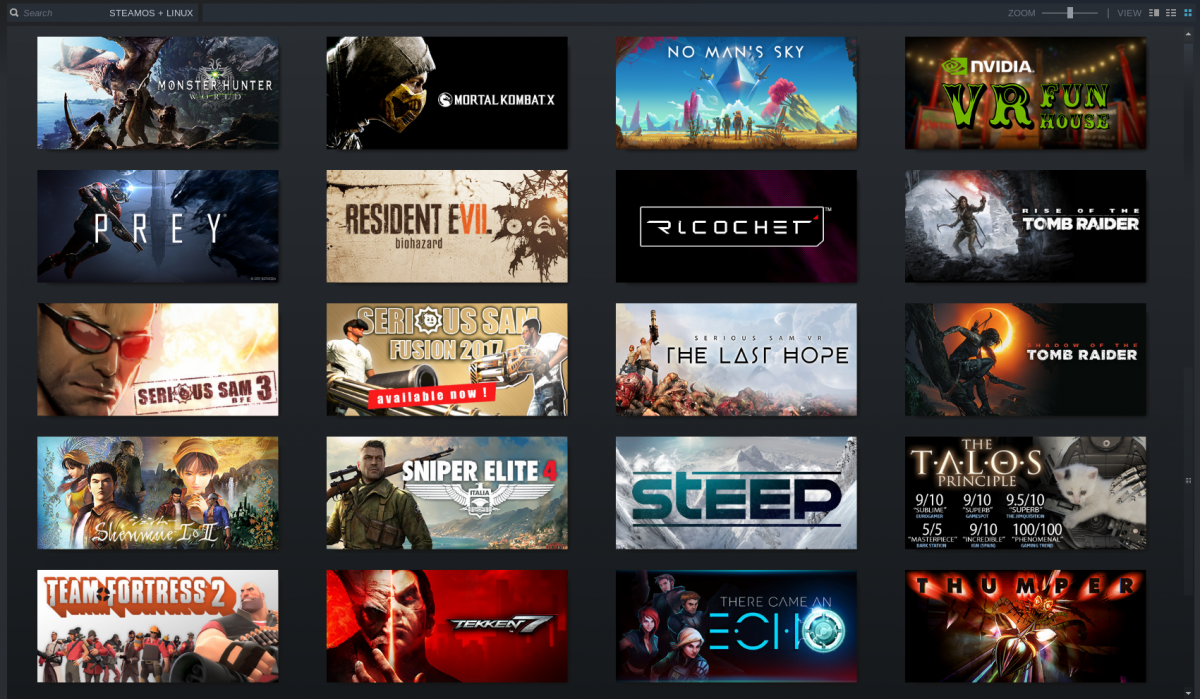 Search
STEAMOS + LINUX
ZOOM
VIEW
MONSTER HUNTER
WORLD
MORTAL KOMBAT X
NO MAN'S SKY
NVIDIA.
VR FUN
HOUSE
PREY
RESIDENT EVIL
biohazard
RICOCHET™
RISE OF THE
TOMB RAIDER
SERIOUS SAM 3
BFE
SERIOUS SAM
FUSION 2017
available now !
SERIOUS SAM VR
THE LAST HOPE
SHADOW OF THE
TOMB RAIDER
Shenmue I&II
SNIPER ELITE 4
ITALIA
STEEP
THE
TALOS
PRINCIPLE
9/10 9/10 9.5/10
"SUBLIME" "SUPERB" "SUPERB"
EUROGAMER GAMESPOT THE JIMQUISITION
5/5 9/10 100/100
"MASTERPIECE" "INCREDIBLE" "PHENOMENAL"
DARK STATION IGN SPAIN GAMING TREND
TEAM FORTRESS 2
TEKKEN 7
THERE CAME AN
ECHO
THUMPER